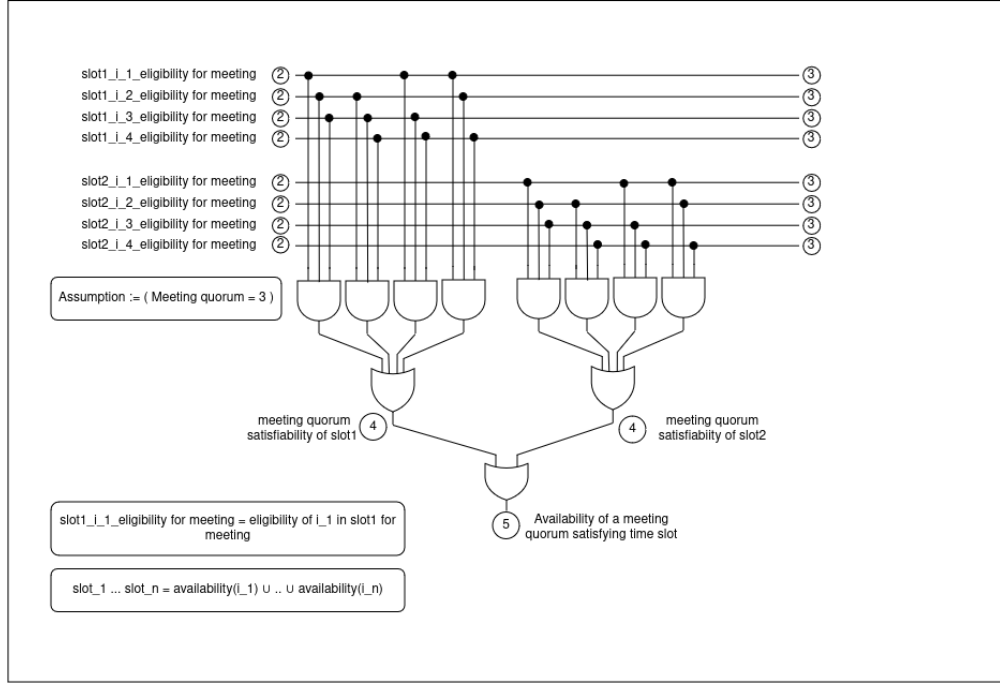 slot1_i_1_eligibility for meeting 2 3
slot1_i_2_eligibility for meeting 2 3
slot1_i_3_eligibility for meeting 2 3
slot1_i_4_eligibility for meeting 2 3
slot2_i_1_eligibility for meeting 2 3
slot2_i_2_eligibility for meeting 2 3
slot2_i_3_eligibility for meeting 2 3
slot2_i_4_eligibility for meeting 2 3
Assumption := ( Meeting quorum = 3 )
meeting quorum
satisfiability of slot1
4
4
meeting quorum
satisfiabiity of slot2
5
Availability of a meeting
quorum satisfying time slot
slot1_i_1_eligibility for meeting = eligibility of i_1 in slot1 for
meeting
slot_1 ... slot_n = availability(i_1) ∪ .. ∪ availability(i_n)